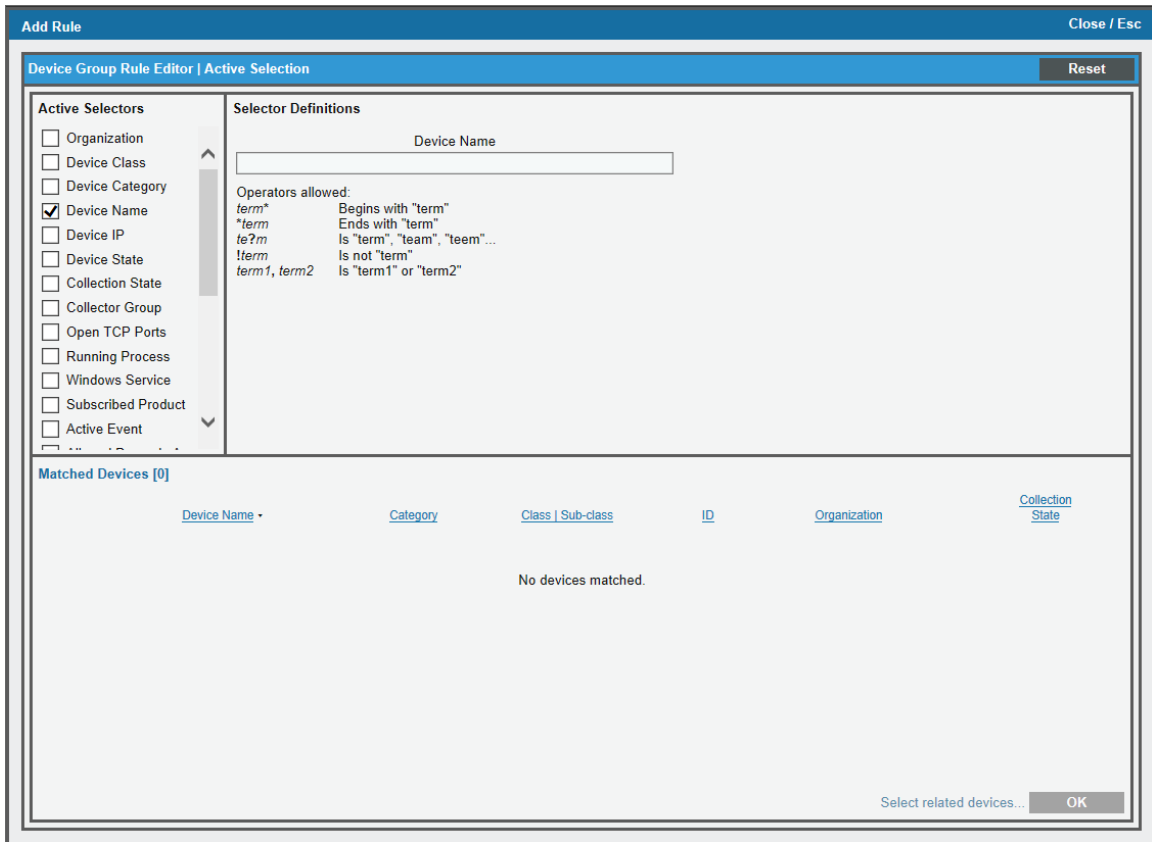 Add Rule
Close / Esc
Device Group Rule Editor | Active Selection
Reset
Active Selectors
Organization
Device Class
Device Category
Device Name
Device IP
Device State
Collection State
Collector Group
Open TCP Ports
Running Process
Windows Service
Subscribed Product
Active Event
Selector Definitions
Device Name
Operators allowed:
term* Begins with "term"
*term Ends with "term"
te?m Is "term", "team", "teem"...
!term Is not "term"
term1, term2 Is "term1" or "term2"
Matched Devices [0]
Device Name
Category
Class | Sub-class
ID
Organization
Collection
State
No devices matched.
Select related devices...
OK